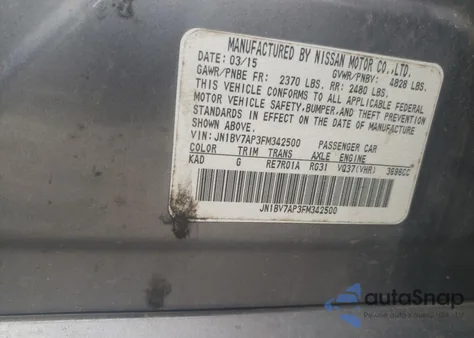 MANUFACTURED BY NISSAN MOTOR CO.,LTD.
DATE: 03/15 GVWR/PNBV: 4828 LBS.
GAWR/PNBE FR: 2370 LBS. RR: 2480 LBS.
THIS VEHICLE CONFORMS TO ALL APPLICABLE FEDERAL
MOTOR VEHICLE SAFETY,BUMPER,AND THEFT PREVENTION
STANDARDS IN EFFECT ON THE DATE OF MANUFACTURE
SHOWN ABOVE.
VIN: JN1BV7AP3FM342500 PASSENGER CAR
COLOR TRIM TRANS AXLE ENGINE
KAD G RE7R01A RG31 VQ37(VHR) 3696CC
JN1BV7AP3FM342500
autoSnap